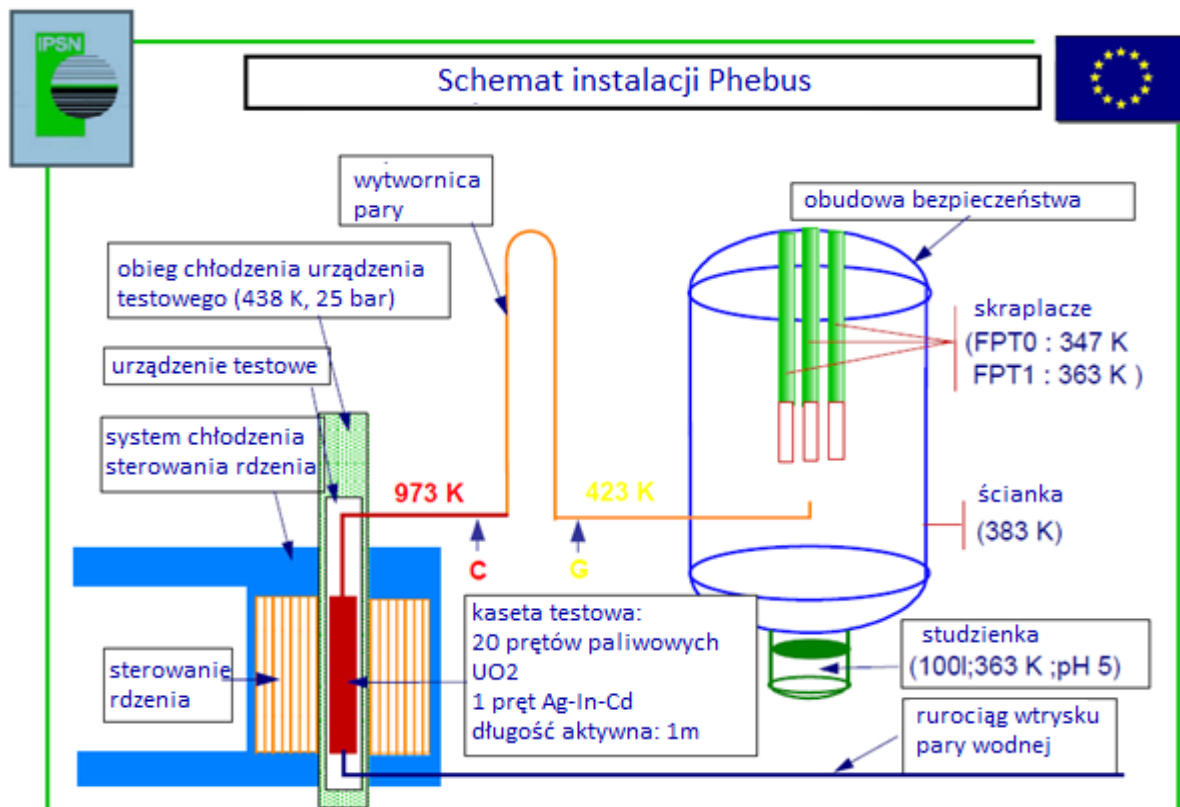 IPSN
Schemat instalacji Phebus
wytwornica
pary
obudowa bezpieczeństwa
obieg chłodzenia urządzenia
testowego (438 K, 25 bar)
skraplacze
(FPT0 : 347 K
FPT1 : 363 K )
urządzenie testowe
system chłodzenia
sterowania rdzenia
973 K
423 K
ścianka
(383 K)
C
G
kaseta testowa:
20 prętów paliwowych
UO2
1 pręt Ag-In-Cd
długość aktywna: 1m
studzienka
(100l;363 K ;pH 5)
sterowanie
rdzenia
rurociąg wtrysku
pary wodnej